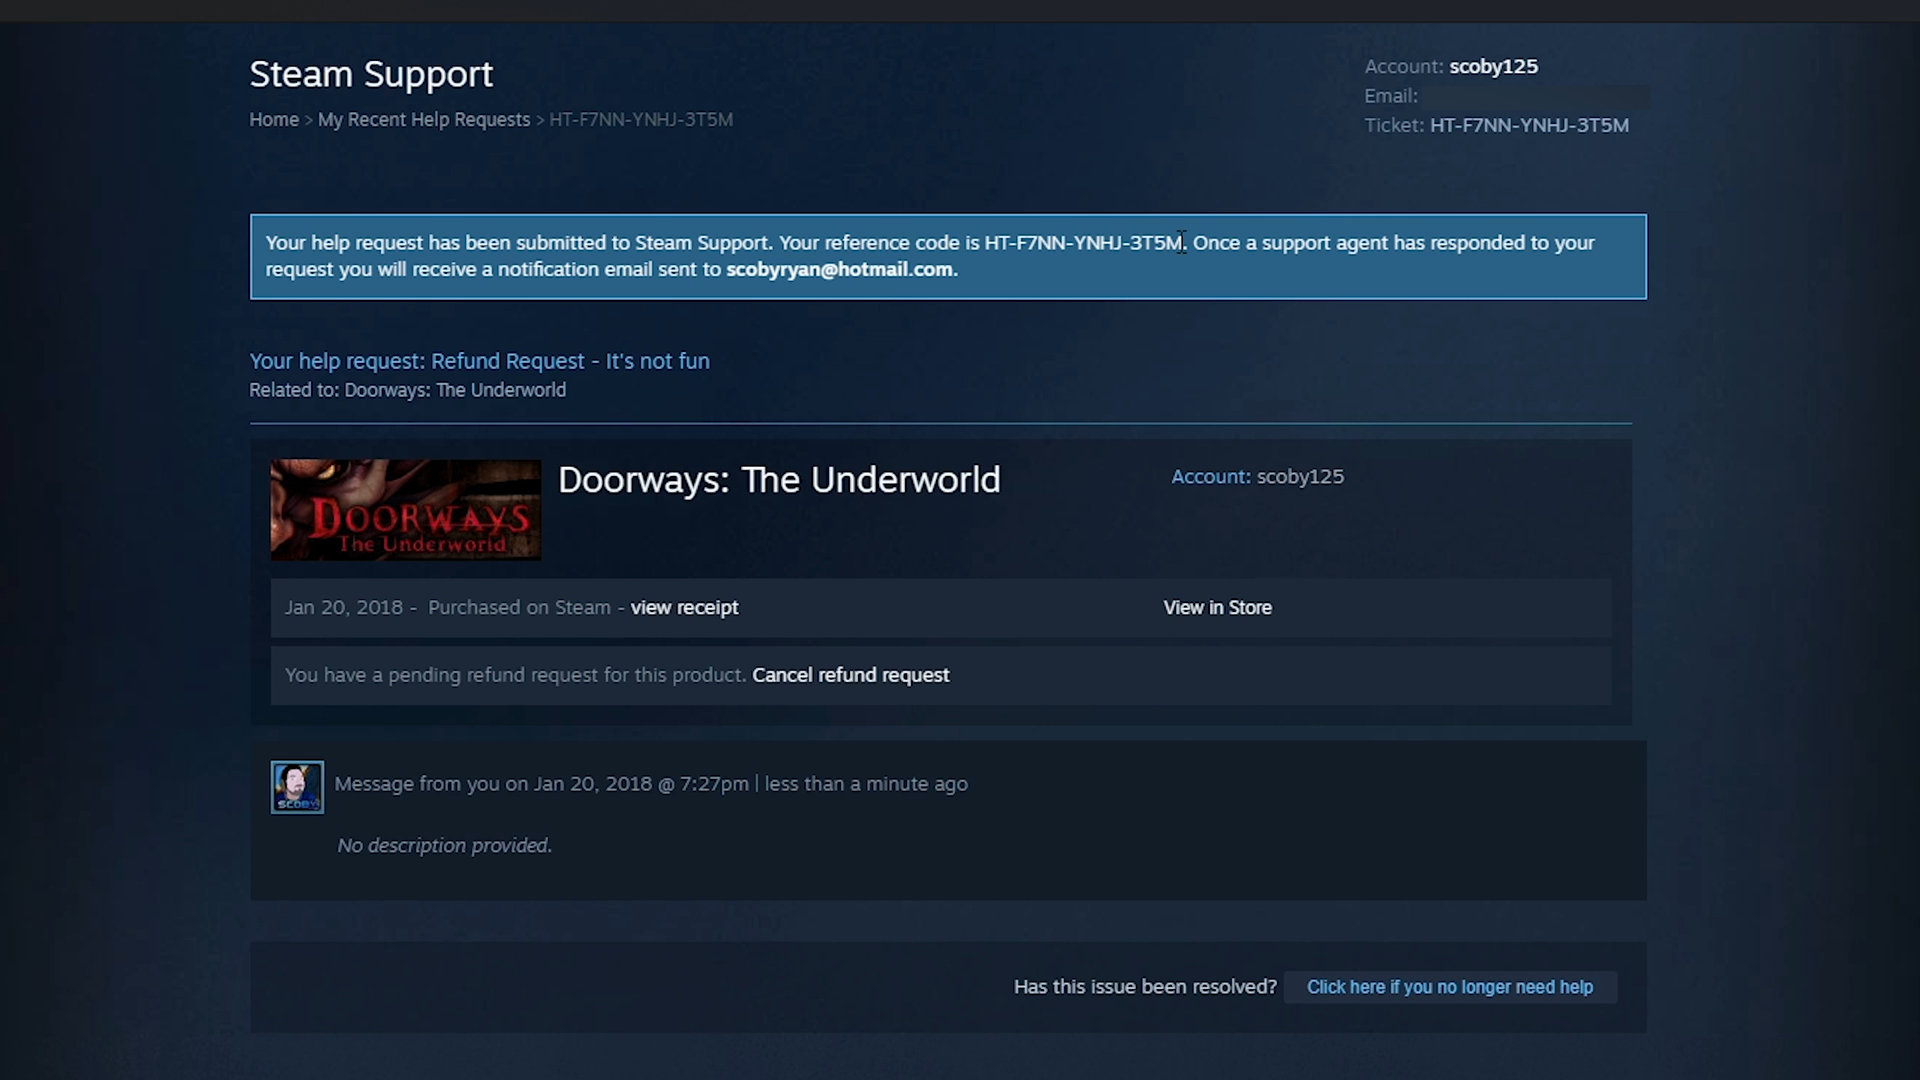 Steam Support
Account: scoby125
Home > My Recent Help Requests > HT-F7NN-YNHJ-3T5M
Email:
Ticket: HT-F7NN-YNHJ-3T5M
Your help request has been submitted to Steam Support. Your reference code is HT-F7NN-YNHJ-3T5M. Once a support agent has responded to your
request you will receive a notification email sent to scobyryan@hotmail.com.
Your help request: Refund Request - It's not fun
Related to: Doorways: The Underworld
DOORWAYS
The Underworld
Doorways: The Underworld
Account: scoby125
Jan 20, 2018 - Purchased on Steam - view receipt
View in Store
You have a pending refund request for this product. Cancel refund request
SCOBY
Message from you on Jan 20, 2018 @ 7:27pm | less than a minute ago
No description provided.
Has this issue been resolved? Click here if you no longer need help